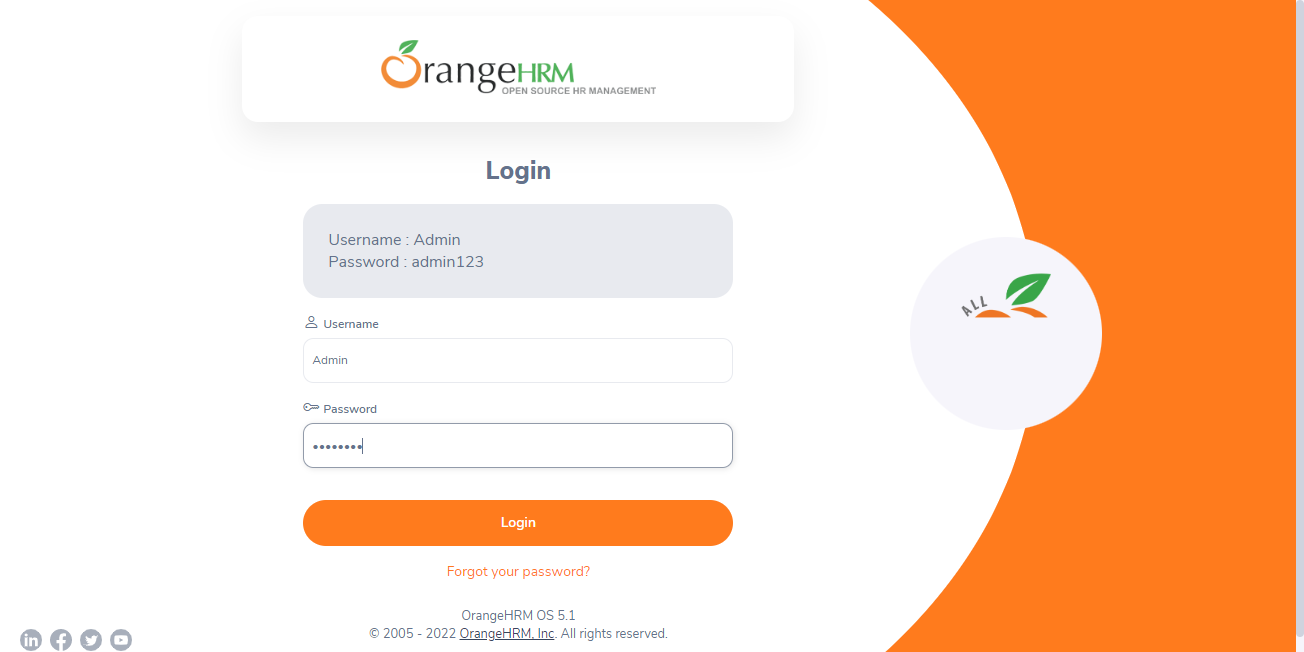 OrangeHRM
OPEN SOURCE HR MANAGEMENT
Login
Username : Admin
Password : admin123
Username
Admin
Password
••••••••
Login
Forgot your password?
OrangeHRM OS 5.1
© 2005 - 2022 OrangeHRM, Inc. All rights reserved.
ALL